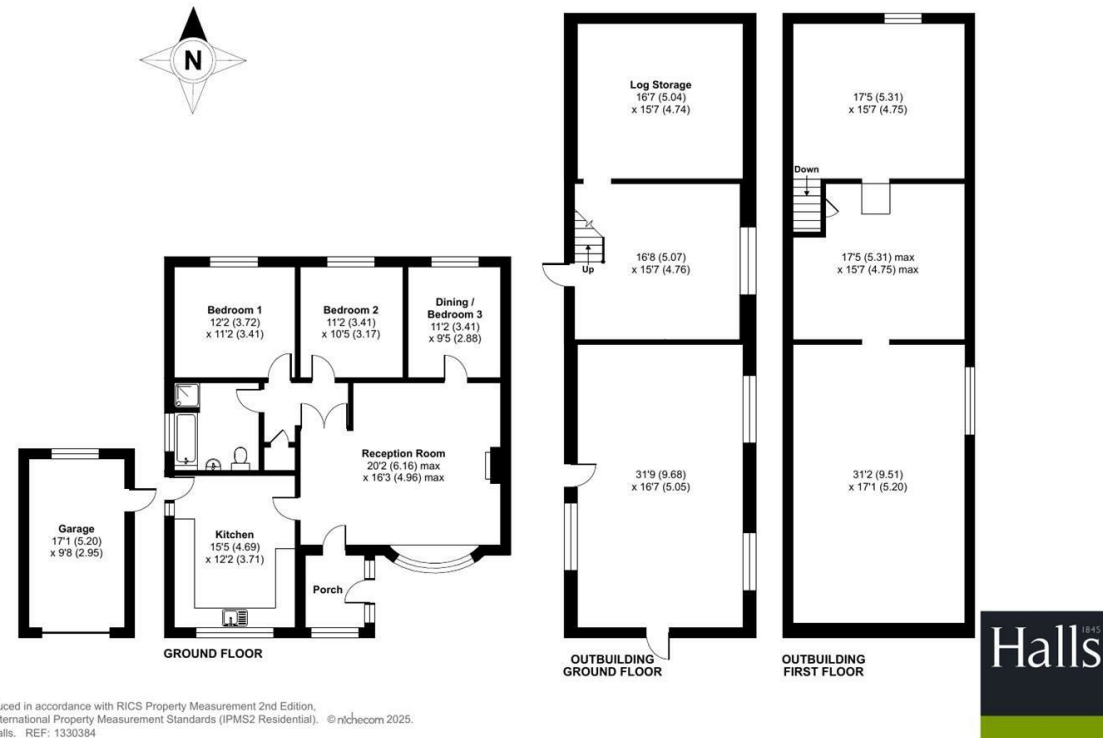 N
Log Storage
16'7 (5.04)
x 15'7 (4.74)
17'5 (5.31)
x 15'7 (4.75)
Down
16'8 (5.07)
x 15'7 (4.76)
Up
17'5 (5.31) max
x 15'7 (4.75) max
Bedroom 1
12'2 (3.72)
x 11'2 (3.41)
Bedroom 2
11'2 (3.41)
x 10'5 (3.17)
Dining /
Bedroom 3
11'2 (3.41)
x 9'5 (2.88)
Reception Room
20'2 (6.16) max
x 16'3 (4.96) max
31'9 (9.68)
x 16'7 (5.05)
31'2 (9.51)
x 17'1 (5.20)
Garage
17'1 (5.20)
x 9'8 (2.95)
Kitchen
15'5 (4.69)
x 12'2 (3.71)
Porch
GROUND FLOOR
OUTBUILDING
GROUND FLOOR
OUTBUILDING
FIRST FLOOR
1845
Halls
uced in accordance with RICS Property Measurement 2nd Edition,
ternational Property Measurement Standards (IPMS2 Residential). © nichecom 2025.
alls. REF: 1330384